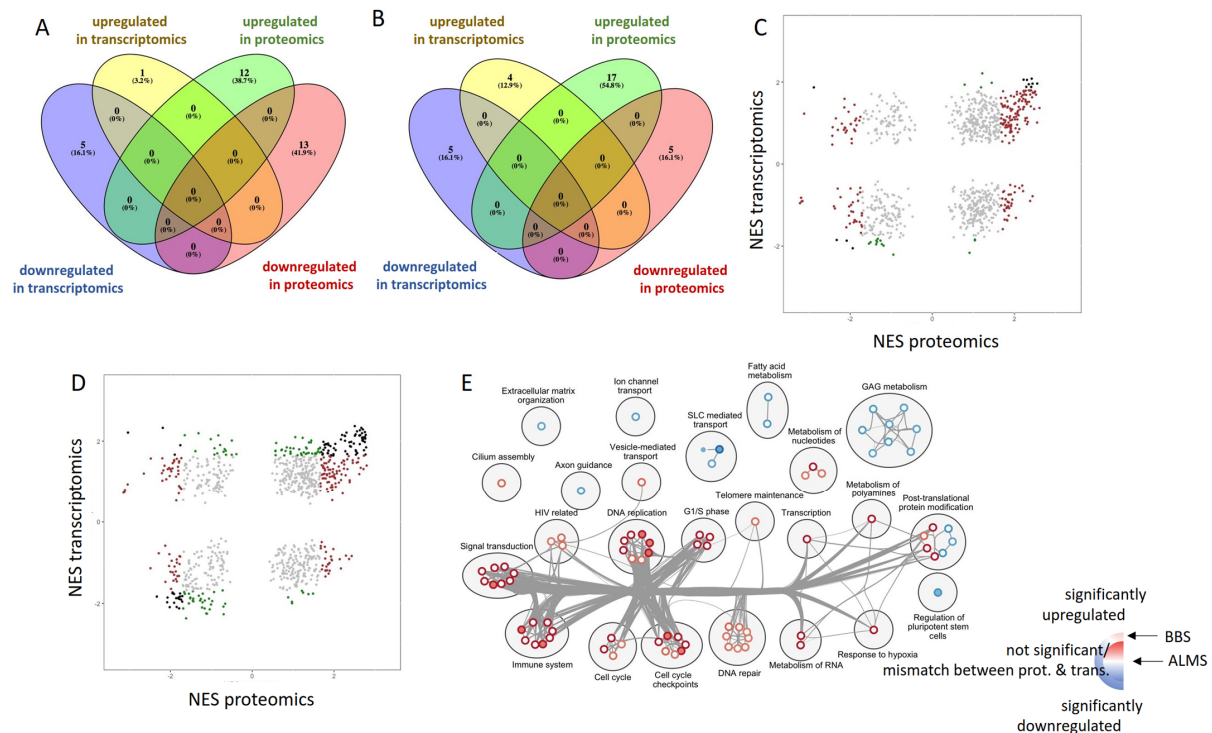 A
upregulated
in transcriptomics
upregulated
in proteomics
1
(3.2%)
12
(38.7%)
0
(0%)
0
(0%)
0
(0%)
5
(16.1%)
13
(41.9%)
0
(0%)
0
(0%)
0
(0%)
0
(0%)
0
(0%)
0
(0%)
0
(0%)
0
(0%)
downregulated
in transcriptomics
downregulated
in proteomics
B
upregulated
in transcriptomics
upregulated
in proteomics
4
(12.9%)
17
(54.8%)
0
(0%)
0
(0%)
0
(0%)
5
(16.1%)
5
(16.1%)
0
(0%)
0
(0%)
0
(0%)
0
(0%)
0
(0%)
0
(0%)
0
(0%)
0
(0%)
downregulated
in transcriptomics
downregulated
in proteomics
C
NES transcriptomics
2
0
-2
-2
0
2
NES proteomics
D
NES transcriptomics
2
0
-2
-2
0
2
NES proteomics
E
Extracellular matrix
organization
Ion channel
transport
Fatty acid
metabolism
GAG metabolism
SLC mediated
transport
Cilium assembly
Axon guidance
Vesicle-mediated
transport
Metabolism
of nucleotides
HIV related
DNA replication
G1/S phase
Telomere maintenance
Transcription
Metabolism
of polyamines
Post-translational
protein modification
Signal transduction
Immune system
Cell cycle
Cell cycle
checkpoints
DNA repair
Metabolism of RNA
Response to hypoxia
Regulation of
pluripotent stem
cells
significantly
upregulated
BBS
not significant/
mismatch between prot. & trans.
ALMS
significantly
downregulated